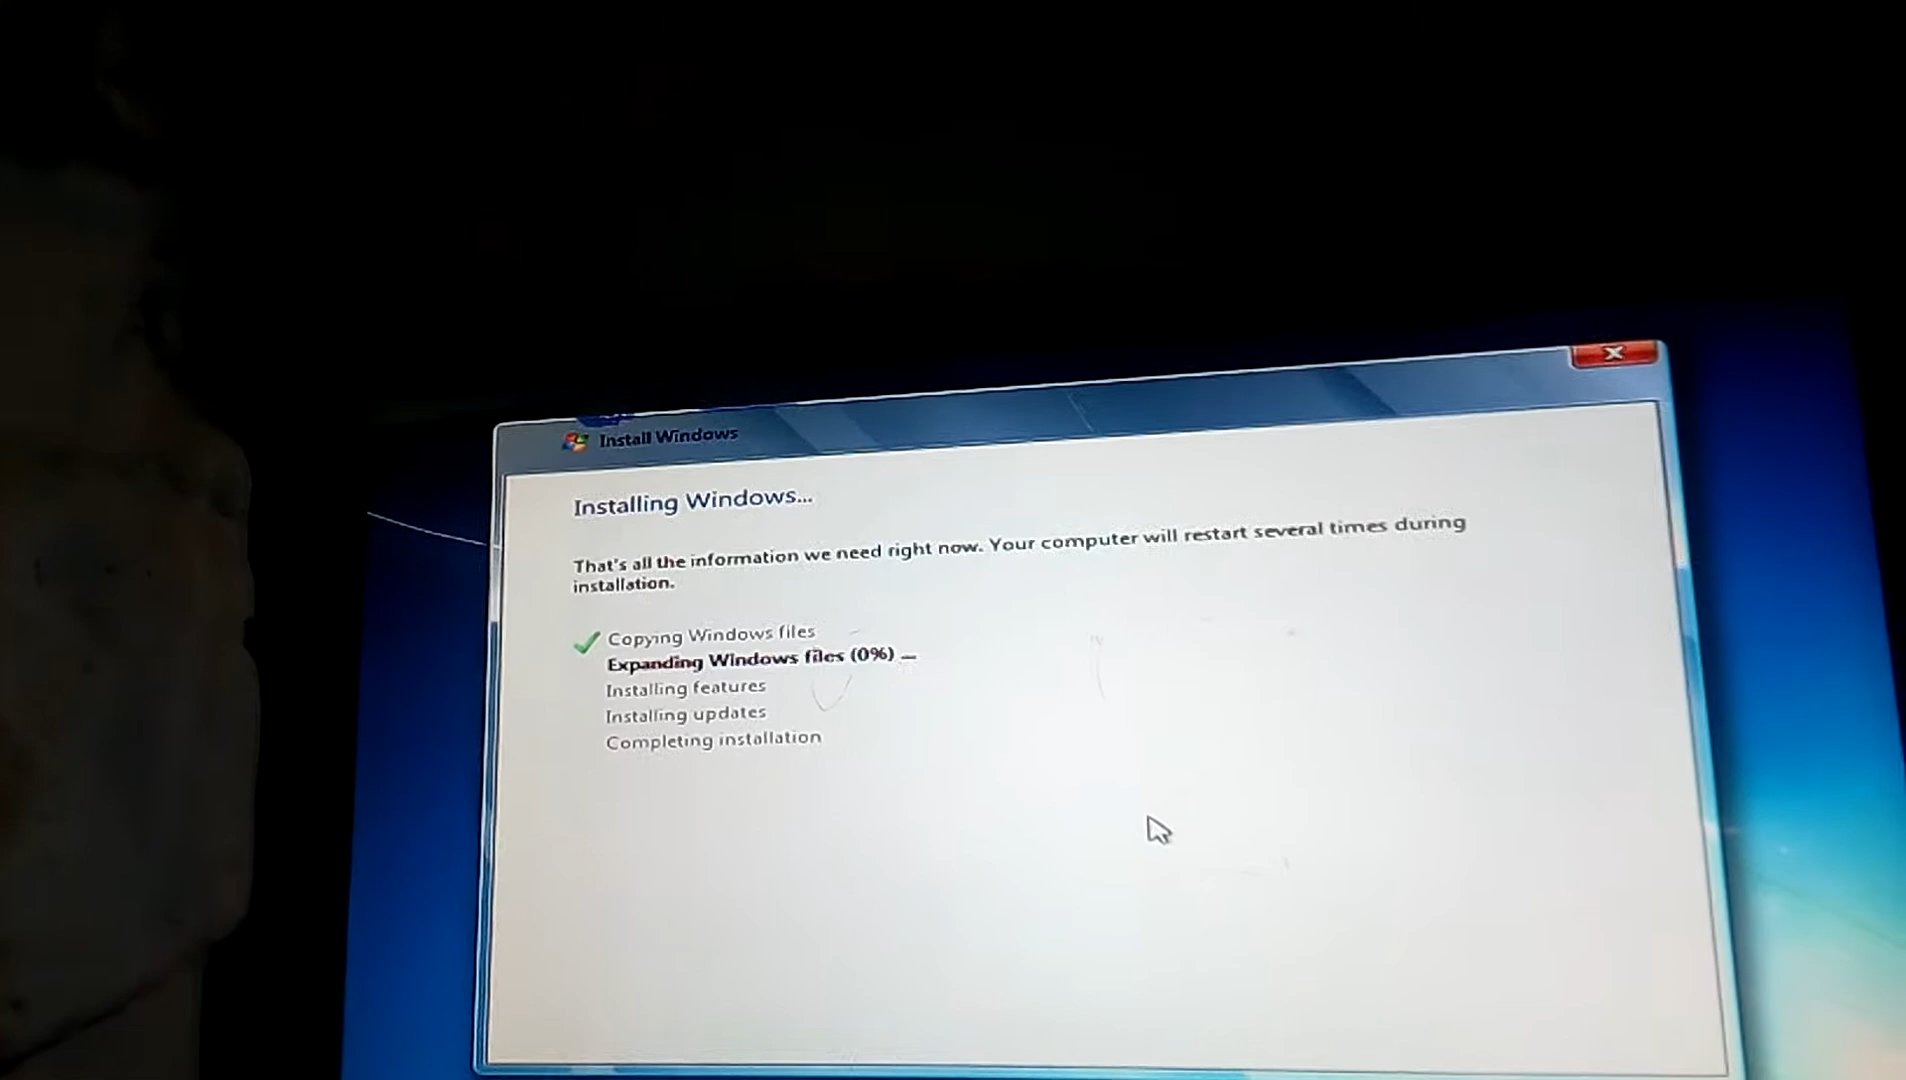 Install Windows
Installing Windows...
That's all the information we need right now. Your computer will restart several times during
installation.
Copying Windows files
Expanding Windows files (0%)
Installing features
Installing updates
Completing installation